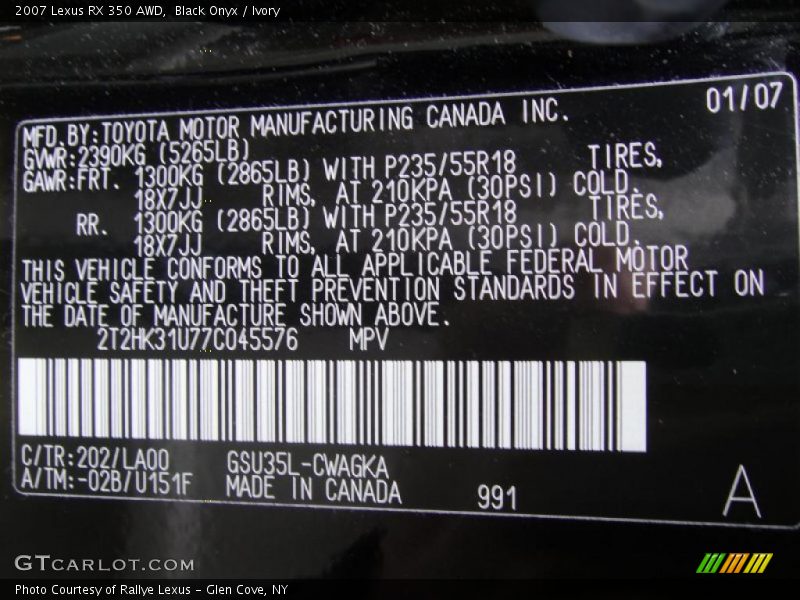 2007 Lexus RX 350 AWD, Black Onyx / Ivory
01/07
MFD.BY:TOYOTA MOTOR MANUFACTURING CANADA INC.
GVWR:2390KG (5265LB)
GAWR:FRT. 1300KG (2865LB) WITH P235/55R18 TIRES,
18X7JJ RIMS, AT 210KPA (30PSI) COLD.
RR. 1300KG (2865LB) WITH P235/55R18 TIRES,
18X7JJ RIMS, AT 210KPA (30PSI) COLD.
THIS VEHICLE CONFORMS TO ALL APPLICABLE FEDERAL MOTOR
VEHICLE SAFETY AND THEFT PREVENTION STANDARDS IN EFFECT ON
THE DATE OF MANUFACTURE SHOWN ABOVE.
2T2HK31U77C045576 MPV
C/TR:202/LA00 GSU35L-CWAGKA
A/TM:-02B/U151F MADE IN CANADA 991 A
GTCARLOT.COM
Photo Courtesy of Rallye Lexus - Glen Cove, NY